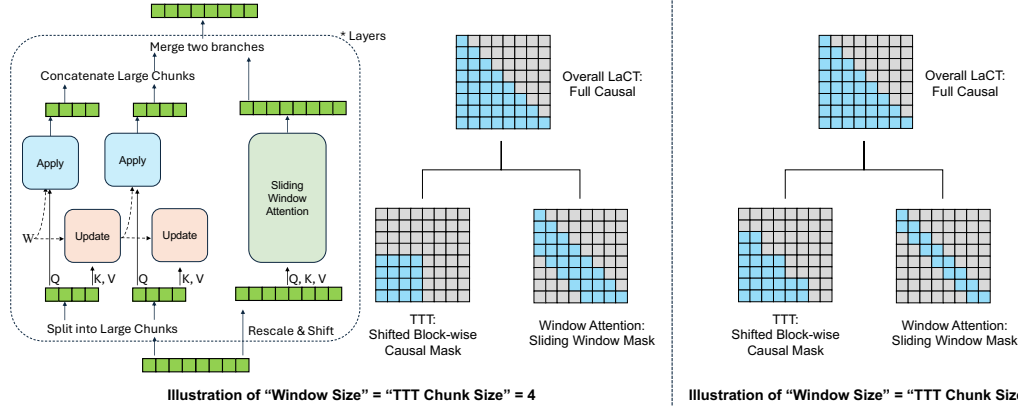 Merge two branches
* Layers
Concatenate Large Chunks
Apply
Apply
Sliding
Window
Attention
W
Update
Update
Q
K, V
Q
K, V
Q, K, V
Split into Large Chunks
Rescale & Shift
Overall LaCT:
Full Causal
TTT:
Shifted Block-wise
Causal Mask
Window Attention:
Sliding Window Mask
Illustration of “Window Size” = “TTT Chunk Size” = 4
Overall LaCT:
Full Causal
TTT:
Shifted Block-wise
Causal Mask
Window Attention:
Sliding Window Mask
Illustration of “Window Size” = “TTT Chunk Size